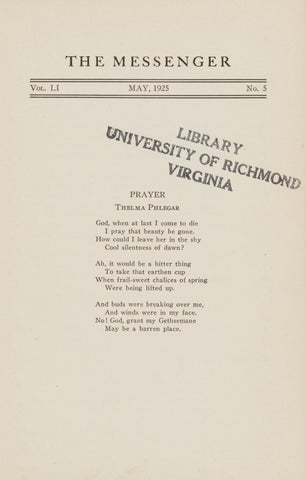 THE MESSENGER
VOL. LI MAY, 1925 No. 5
LIBRARY
UNIVERSITY OF RICHMOND
VIRGINIA
PRAYER
THELMA PHLEGAR
God, when at last I come to die
I pray that beauty be gone.
How could I leave her in the shy
Cool silentness of dawn?
Ah, it would be a bitter thing
To take that earthen cup
When frail-sweet chalices of spring
Were being lifted up.
And buds were breaking over me,
And winds were in my face.
No! God, grant my Gethsemane
May be a barren place.